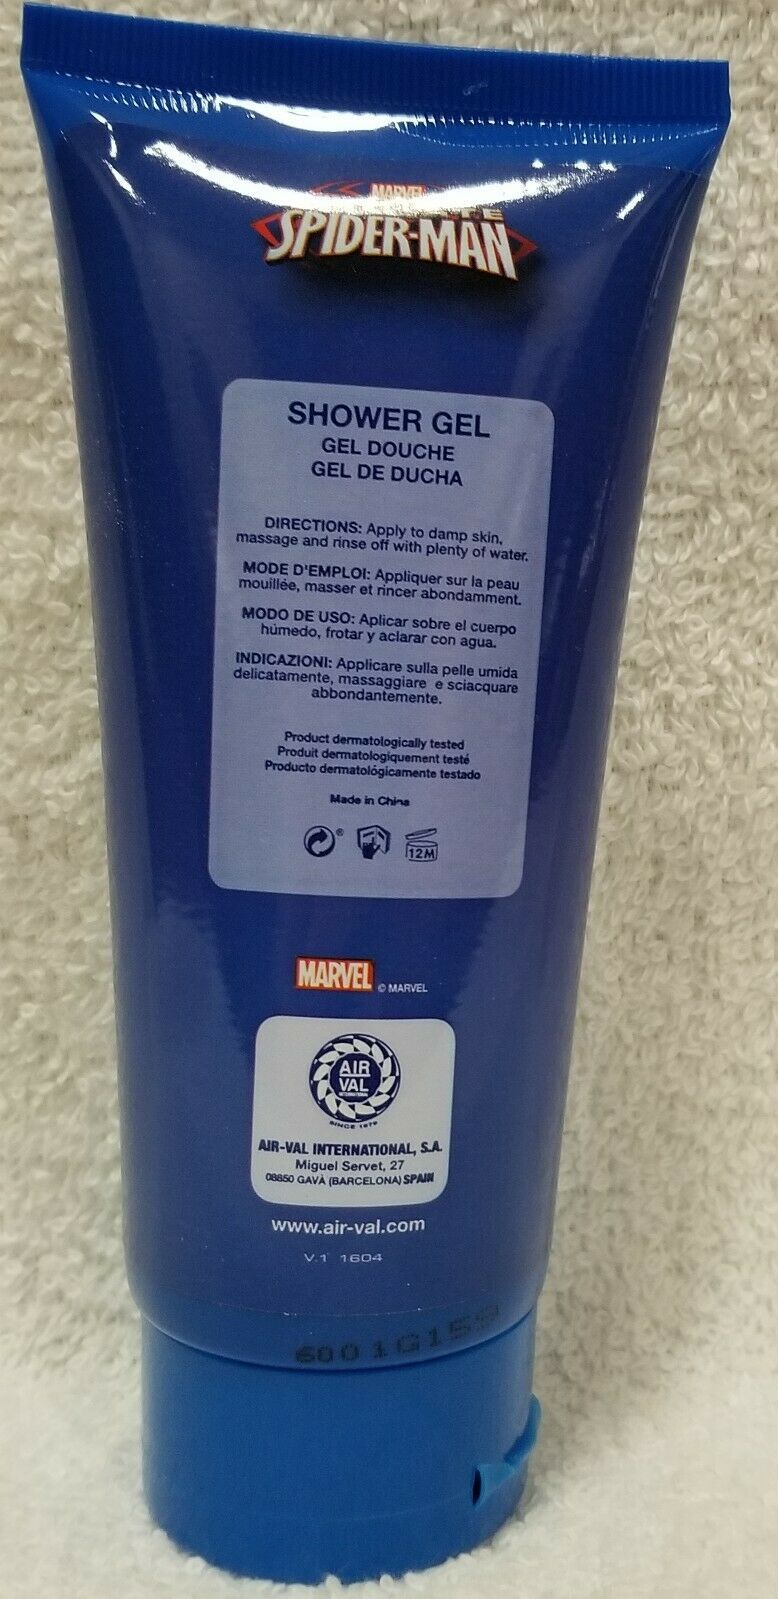 MARVEL
SPIDER-MAN
SHOWER GEL
GEL DOUCHE
GEL DE DUCHA
DIRECTIONS: Apply to damp skin,
massage and rinse off with plenty of water.
MODE D'EMPLOI: Appliquer sur la peau
mouillée, masser et rincer abondamment.
MODO DE USO: Aplicar sobre el cuerpo
húmedo, frotar y aclarar con agua.
INDICAZIONI: Applicare sulla pelle umida
delicatamente, massaggiare e sciacquare
abbondantemente.
Product dermatologically tested
Produit dermatologiquement testé
Producto dermatológicamente testado
Made in China
® 12M
MARVEL © MARVEL
AIR
VAL
INTERNATIONAL
SINCE 1979
AIR-VAL INTERNATIONAL, S.A.
Miguel Servet, 27
08850 GAVÀ (BARCELONA) SPAIN
www.air-val.com
V.1 1604